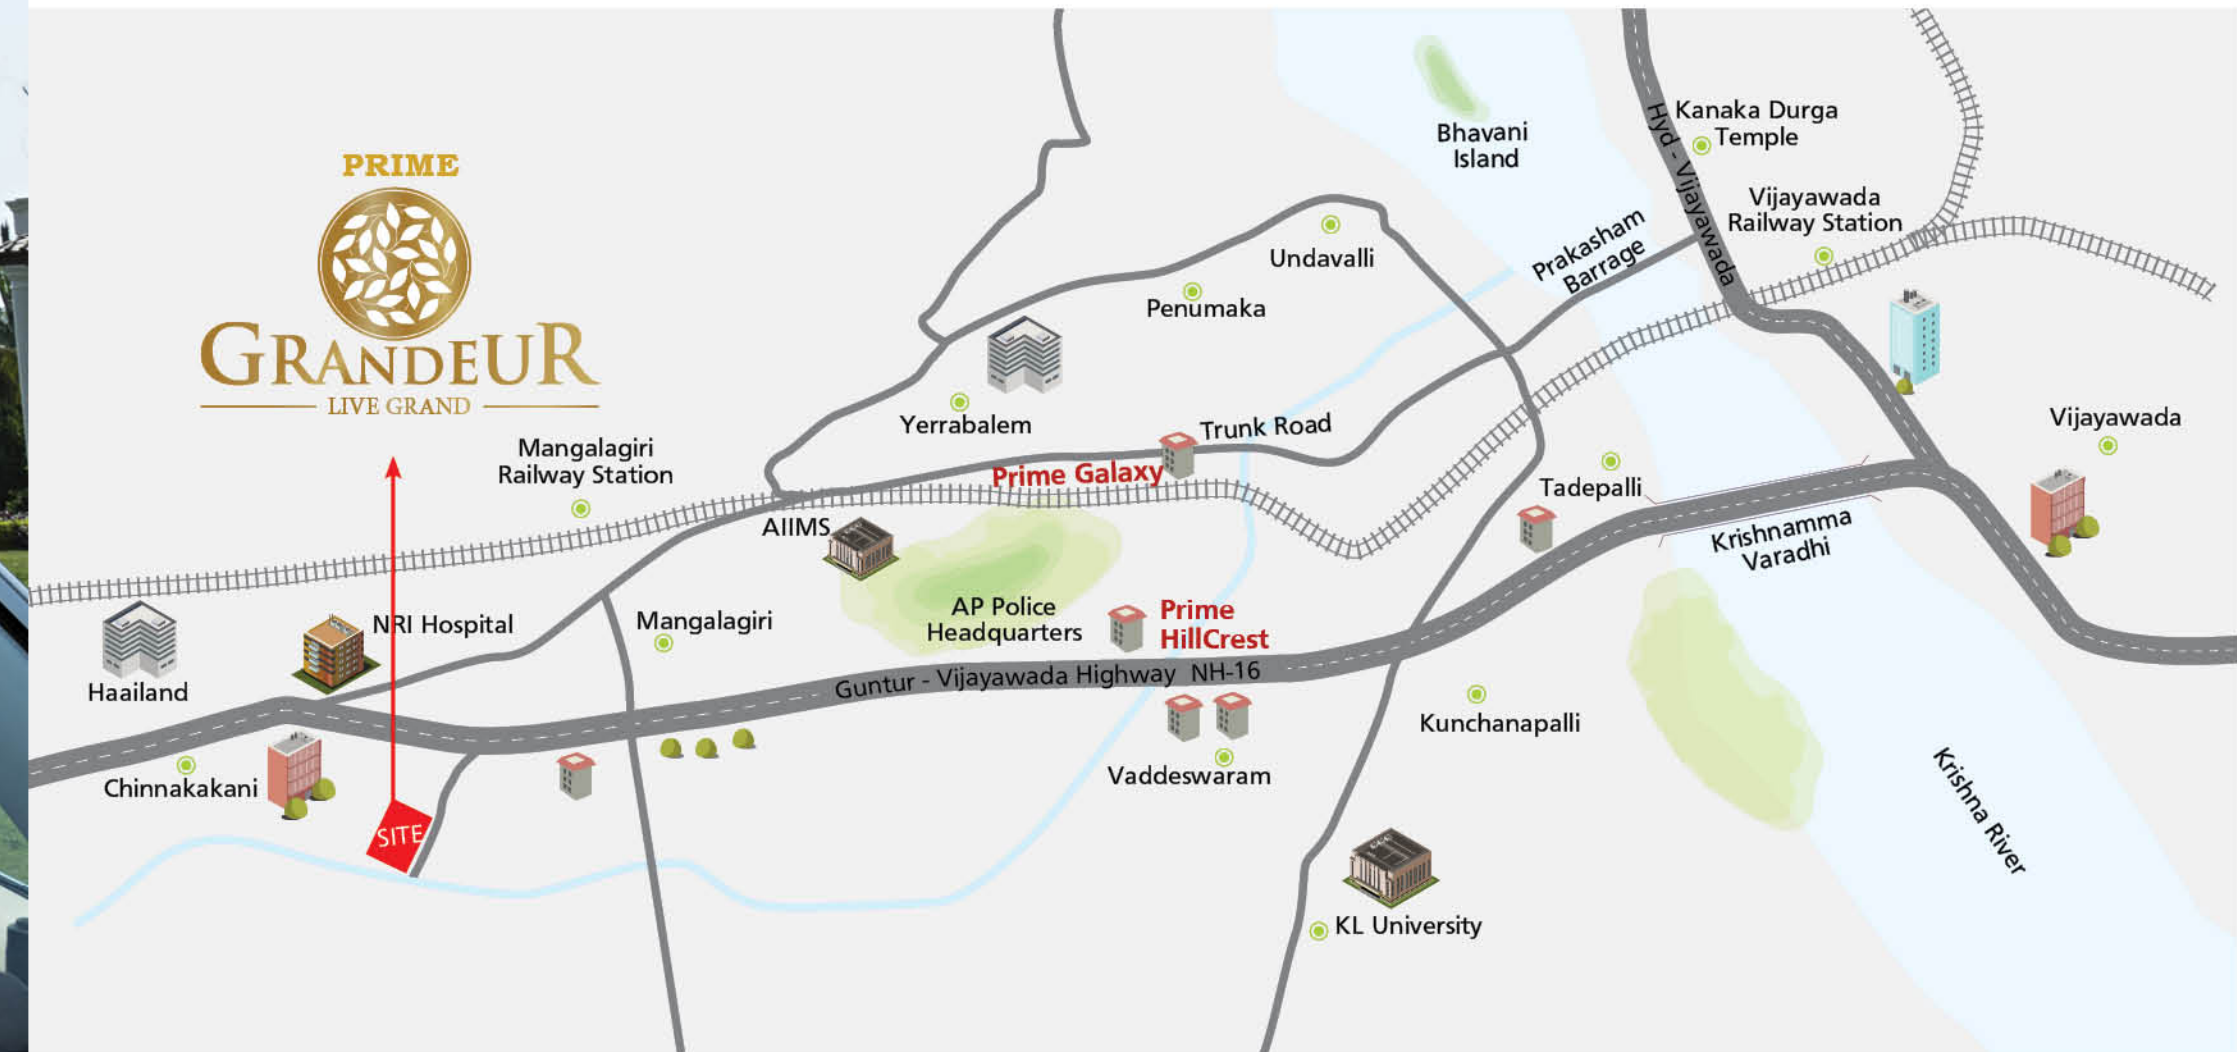 PRIME
GRANDEUR
LIVE GRAND
Bhavani
Island
Hyd - Vijayawada
Kanaka Durga
Temple
Vijayawada
Railway Station
Prakasham
Barrage
Undavalli
Penumaka
Yerrabalem
Trunk Road
Prime Galaxy
Mangalagiri
Railway Station
AIIMS
Tadepalli
Vijayawada
Krishnamma
Varadhi
AP Police
Headquarters
Prime
HillCrest
NRI Hospital
Mangalagiri
Haailand
Guntur - Vijayawada Highway NH-16
Kunchanapalli
Chinnakakani
Vaddeswaram
SITE
Krishna River
KL University